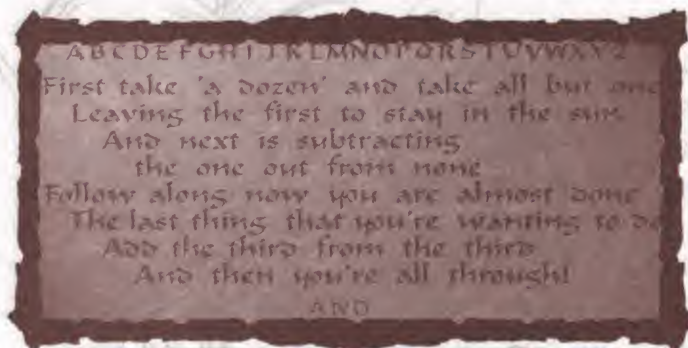 A B C D E F G H I J K L M N O P Q R S T U V W X Y Z
First take 'a dozen' and take all but one
Leaving the first to stay in the sun
And next is subtracting
the one out from none
Follow along now you are almost done
The last thing that you're wanting to do
Add the third from the third
And then you're all through!
AND